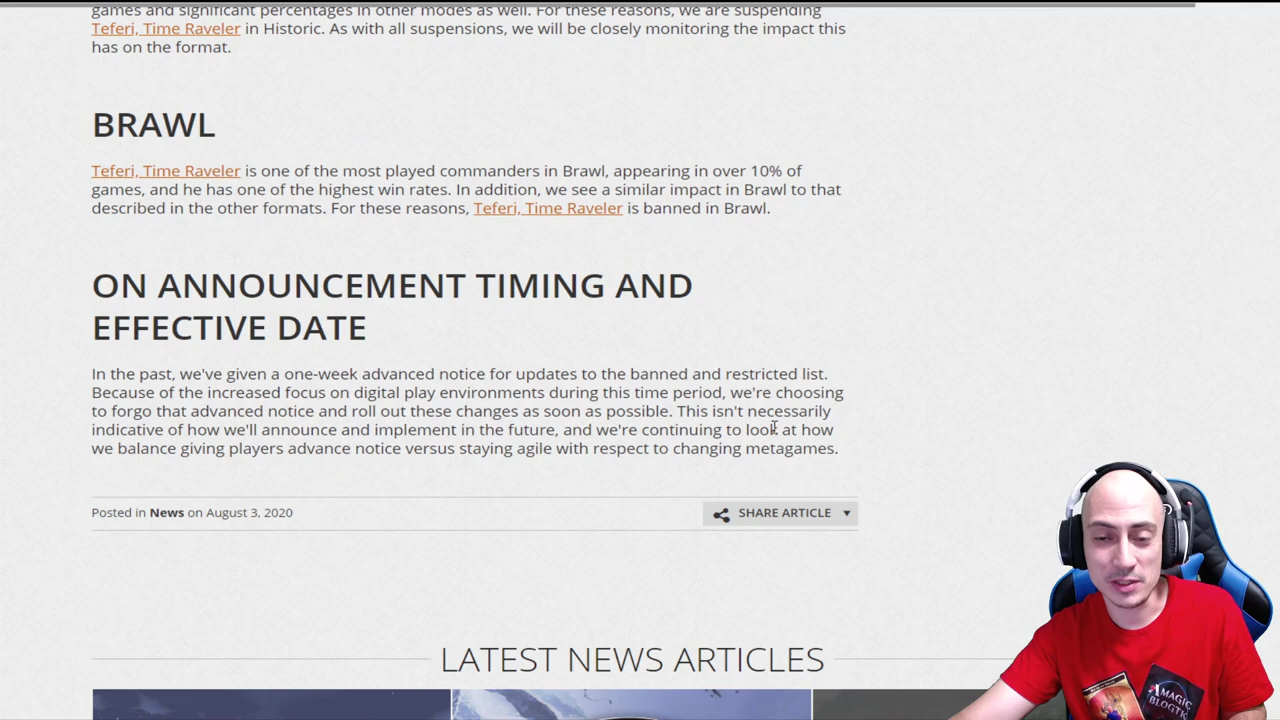 games and significant percentages in other modes as well. For these reasons, we are suspending
Teferi, Time Raveler in Historic. As with all suspensions, we will be closely monitoring the impact this
has on the format.
BRAWL
Teferi, Time Raveler is one of the most played commanders in Brawl, appearing in over 10% of
games, and he has one of the highest win rates. In addition, we see a similar impact in Brawl to that
described in the other formats. For these reasons, Teferi, Time Raveler is banned in Brawl.
ON ANNOUNCEMENT TIMING AND
EFFECTIVE DATE
In the past, we've given a one-week advanced notice for updates to the banned and restricted list.
Because of the increased focus on digital play environments during this time period, we're choosing
to forgo that advanced notice and roll out these changes as soon as possible. This isn't necessarily
indicative of how we'll announce and implement in the future, and we're continuing to look at how
we balance giving players advance notice versus staying agile with respect to changing metagames.
Posted in News on August 3, 2020
SHARE ARTICLE
LATEST NEWS ARTICLES
MAGIC